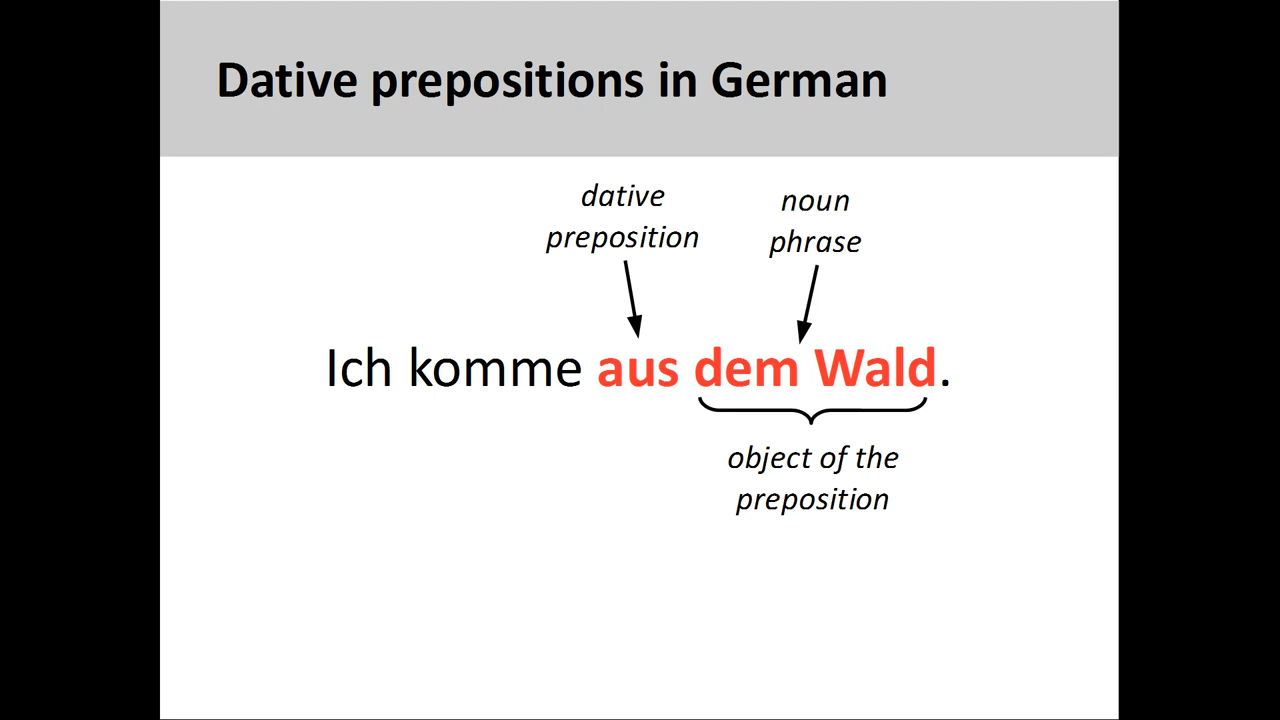 Dative prepositions in German
dative
preposition
noun
phrase
Ich komme aus dem Wald.
object of the
preposition